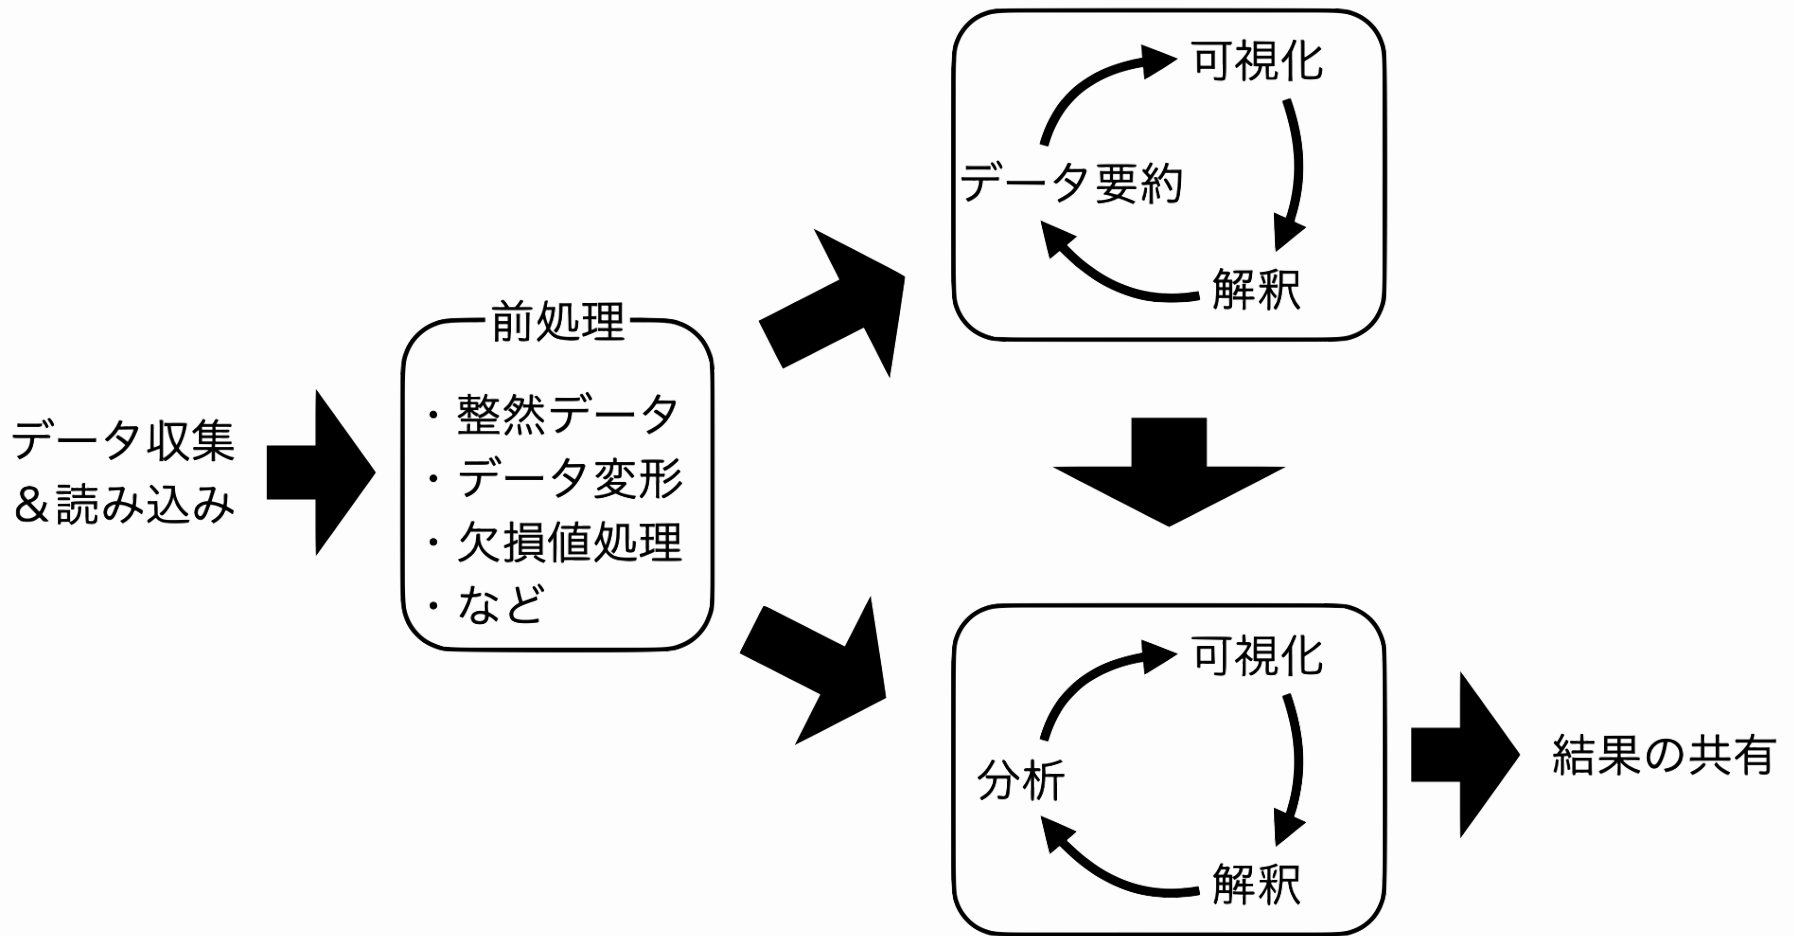 データ収集
＆読み込み
前処理
・整然データ
・データ変形
・欠損値処理
・など
可視化
データ要約
解釈
可視化
分析
解釈
結果の共有